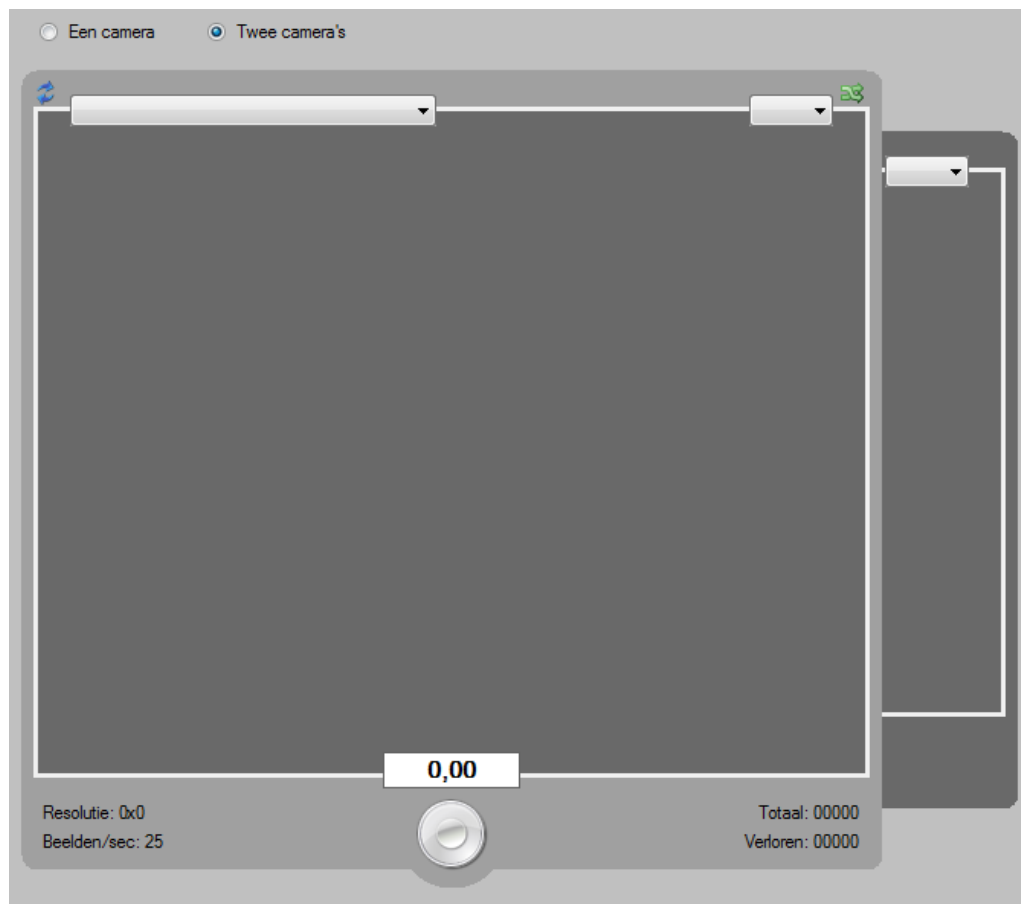 Een camera
Twee camera's
0,00
Resolutie: 0x0
Totaal: 00000
Beelden/sec: 25
Verloren: 00000